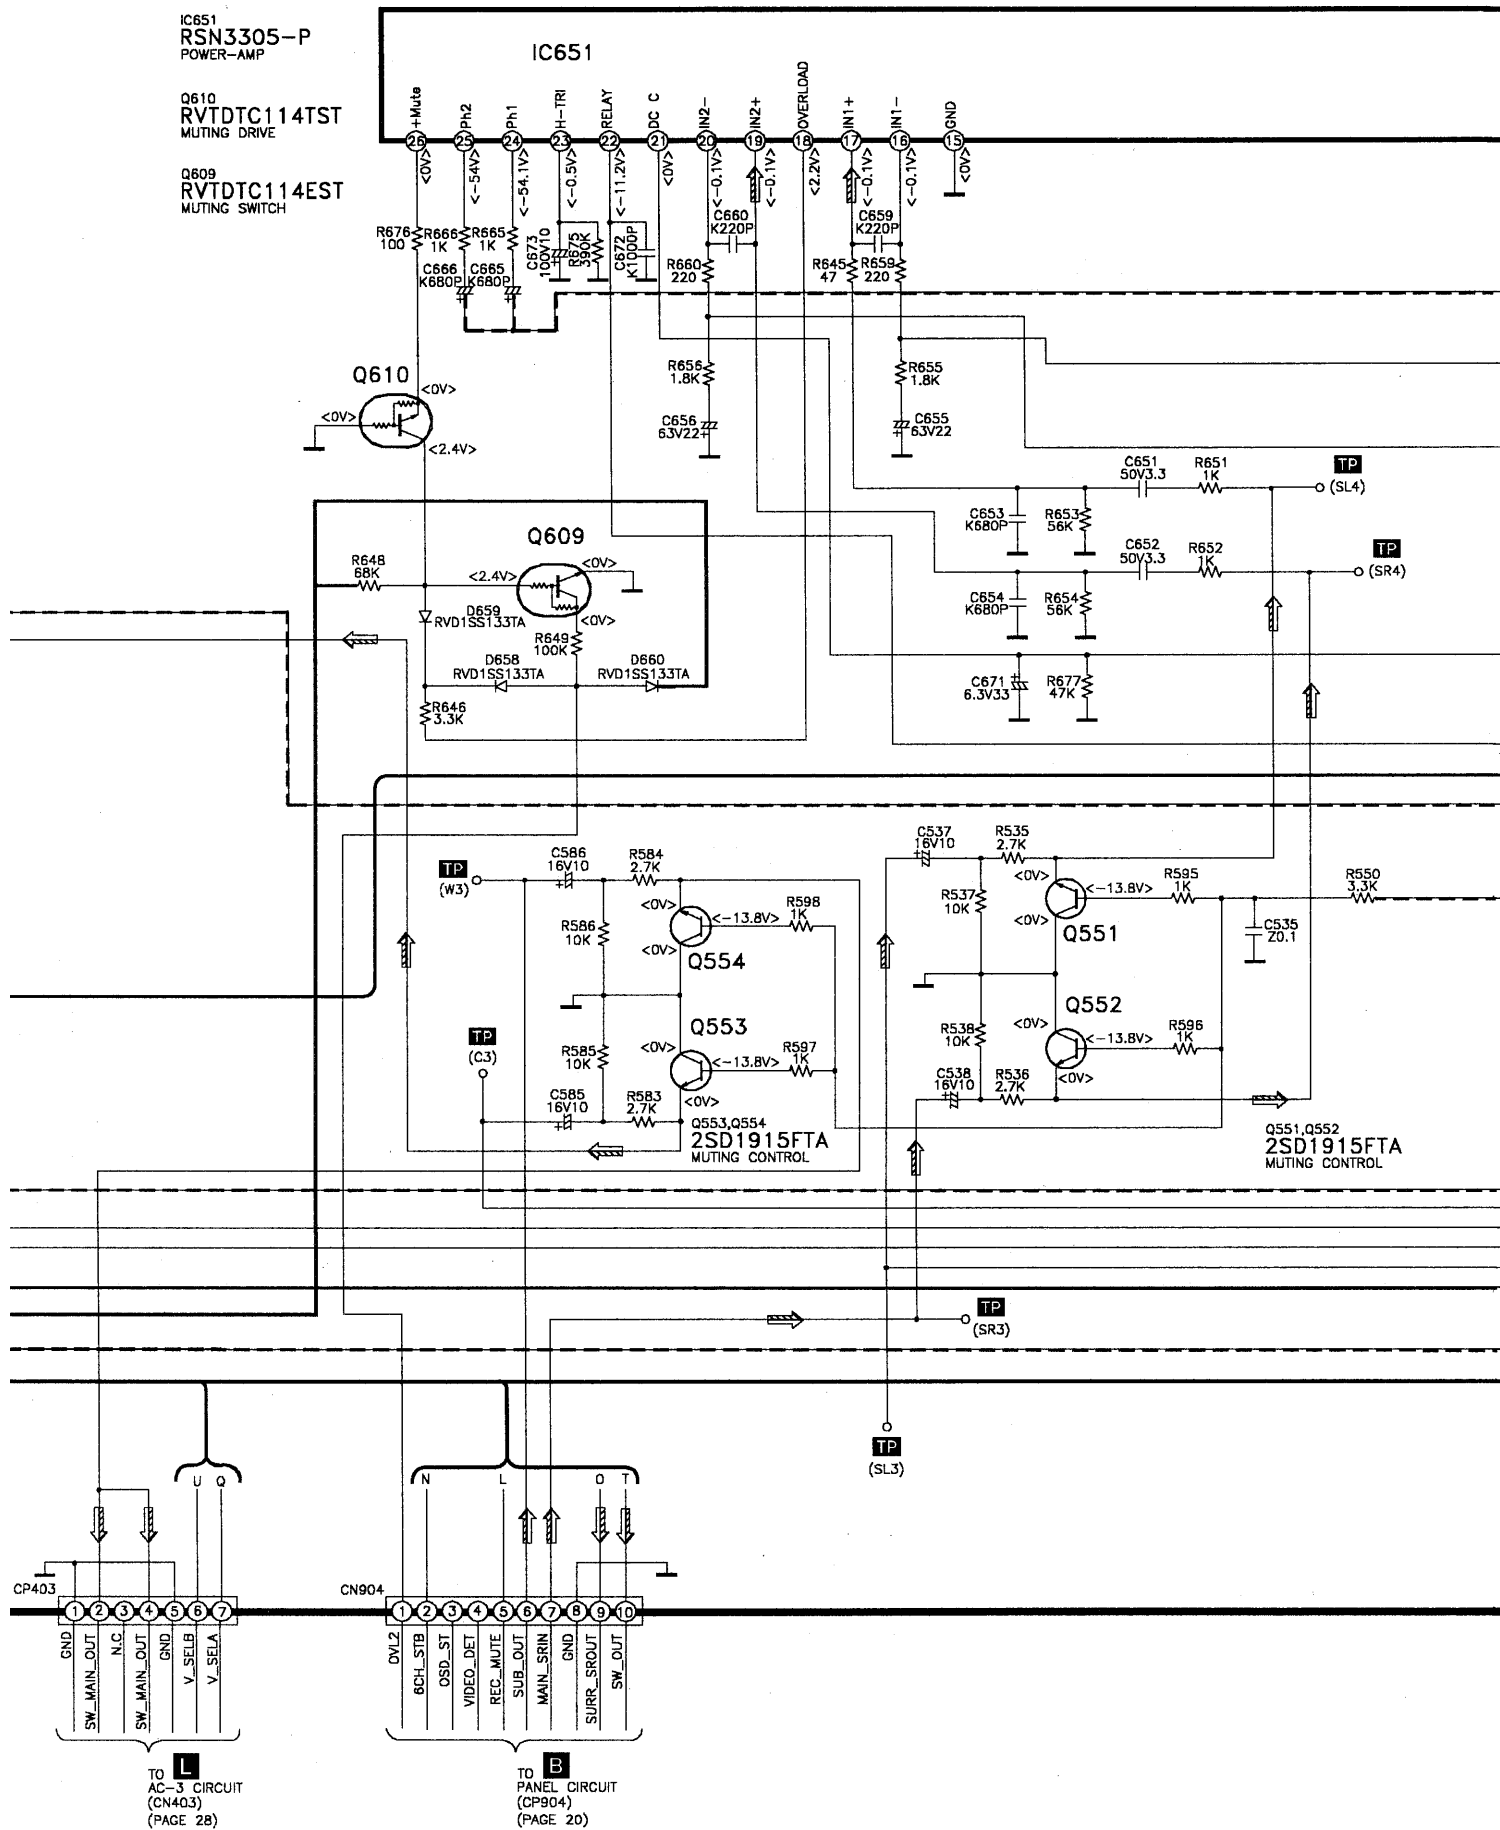 IC651
RSN3305-P
POWER-AMP
Q610
RVTDTC114TST
MUTING DRIVE
Q609
RVTDTC114EST
MUTING SWITCH
IC651
+Mute
Ph2
Ph1
H-TRI
RELAY
DC C
IN2-
IN2+
OVERLOAD
IN1+
IN1-
GND
26 25 24 23 22 21 20 19 18 17 16 15
<0V>
<-54V>
<-54.1V>
<-0.5V>
<-11.2V>
<0V>
<-0.1V>
<-0.1V>
<2.2V>
<-0.1V>
<-0.1V>
<0V>
R676
100
R666
1K
R665
1K
C666
K680P
C665
K680P
C673
100V10
R675
390K
C672
K1000P
C660
K220P
R660
220
C659
K220P
R645
47
R659
220
R656
1.8K
C656
63V22
R655
1.8K
C655
63V22
Q610
<0V>
<0V>
<2.4V>
C651
50V3.3
R651
1K
TP
(SL4)
C653
K680P
R653
56K
C652
50V3.3
R652
1K
TP
(SR4)
C654
K680P
R654
56K
C671
6.3V33
R677
47K
Q609
R648
68K
<2.4V>
<0V>
<0V>
D659
RVD1SS133TA
R649
100K
D658
RVD1SS133TA
D660
RVD1SS133TA
R646
3.3K
TP
(W3)
C586
16V10
R584
2.7K
R586
10K
<0V>
<-13.8V>
<0V>
R598
1K
Q554
TP
(C3)
R585
10K
Q553
<0V>
<-13.8V>
<0V>
R597
1K
C585
16V10
R583
2.7K
Q553,Q554
2SD1915FTA
MUTING CONTROL
C537
16V10
R535
2.7K
R537
10K
<0V>
<-13.8V>
<0V>
R595
1K
R550
3.3K
C535
Z0.1
Q551
Q552
R538
10K
<0V>
<-13.8V>
<0V>
R596
1K
C538
16V10
R536
2.7K
Q551,Q552
2SD1915FTA
MUTING CONTROL
TP
(SR3)
TP
(SL3)
U Q
N L O T
CP403
1 2 3 4 5 6 7
GND
SW_MAIN_OUT
N.C
SW_MAIN_OUT
GND
V_SELB
V_SELA
TO L
AC-3 CIRCUIT
(CN403)
(PAGE 28)
CN904
1 2 3 4 5 6 7 8 9 10
DVL2
6CH_STB
OSD_ST
VIDEO_DET
REC_MUTE
SUB_OUT
MAIN_SRIN
GND
SURR_SROUT
SW_OUT
TO B
PANEL CIRCUIT
(CP904)
(PAGE 20)